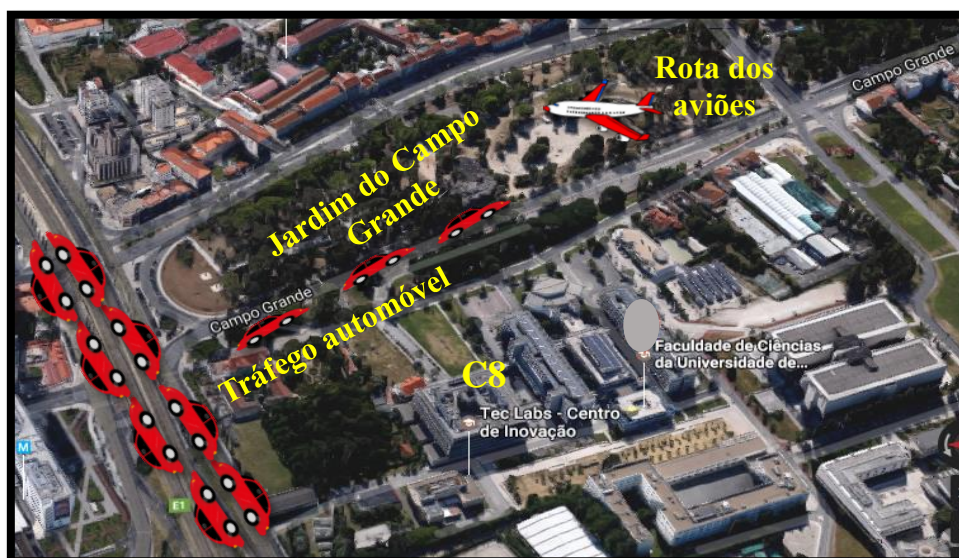 Rota dos
aviões
Campo Grande
Jardim do Campo
Grande
Campo Grande
Tráfego automóvel
Faculdade de Ciências
da Universidade de...
C8
Tec Labs - Centro
de Inovação
M
E1